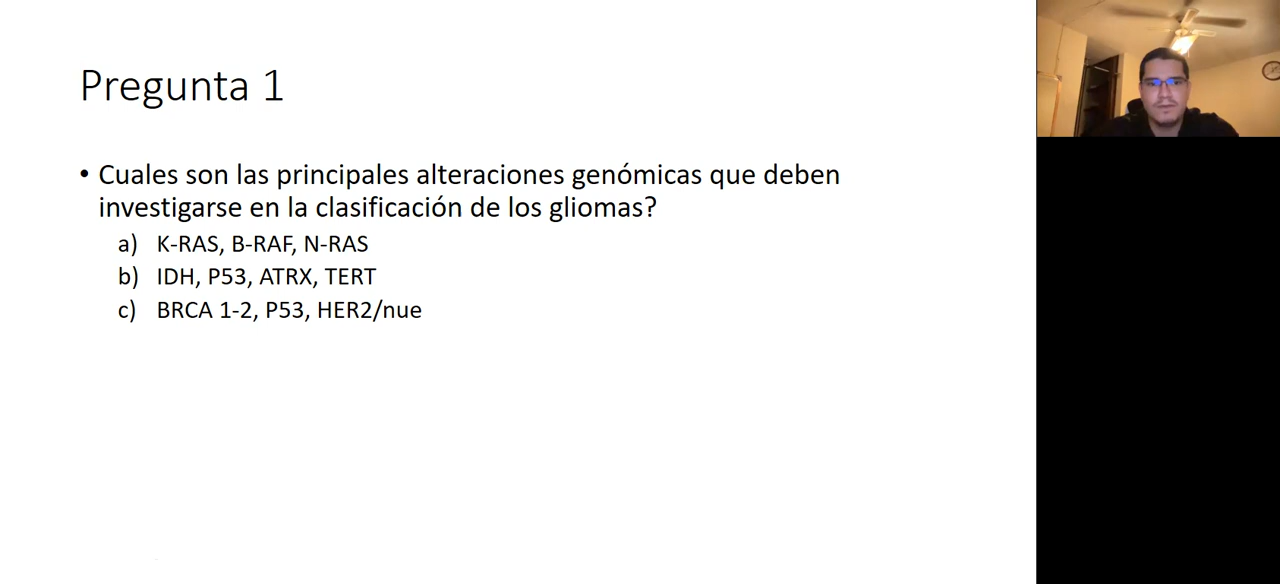 Pregunta 1
• Cuales son las principales alteraciones genómicas que deben
investigarse en la clasificación de los gliomas?
a) K-RAS, B-RAF, N-RAS
b) IDH, P53, ATRX, TERT
c) BRCA 1-2, P53, HER2/nue